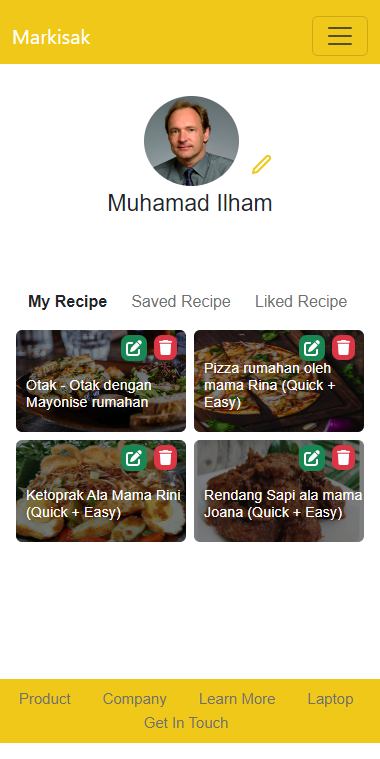 Markisak
Muhamad Ilham
My Recipe Saved Recipe Liked Recipe
Otak - Otak dengan
Mayonise rumahan
Pizza rumahan oleh
mama Rina (Quick +
Easy)
Ketoprak Ala Mama Rini
(Quick + Easy)
Rendang Sapi ala mama
Joana (Quick + Easy)
Product Company Learn More Laptop
Get In Touch